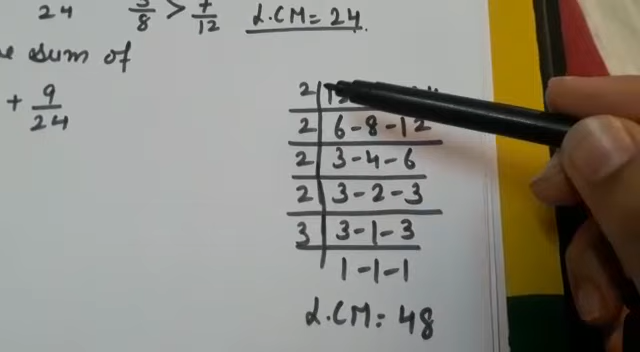 24
/8 > 7/12
L.CM = 24
sum of
+ 9/24
2
2 | 6 - 8 - 12
2 | 3 - 4 - 6
2 | 3 - 2 - 3
3 | 3 - 1 - 3
1 - 1 - 1
L.CM = 48